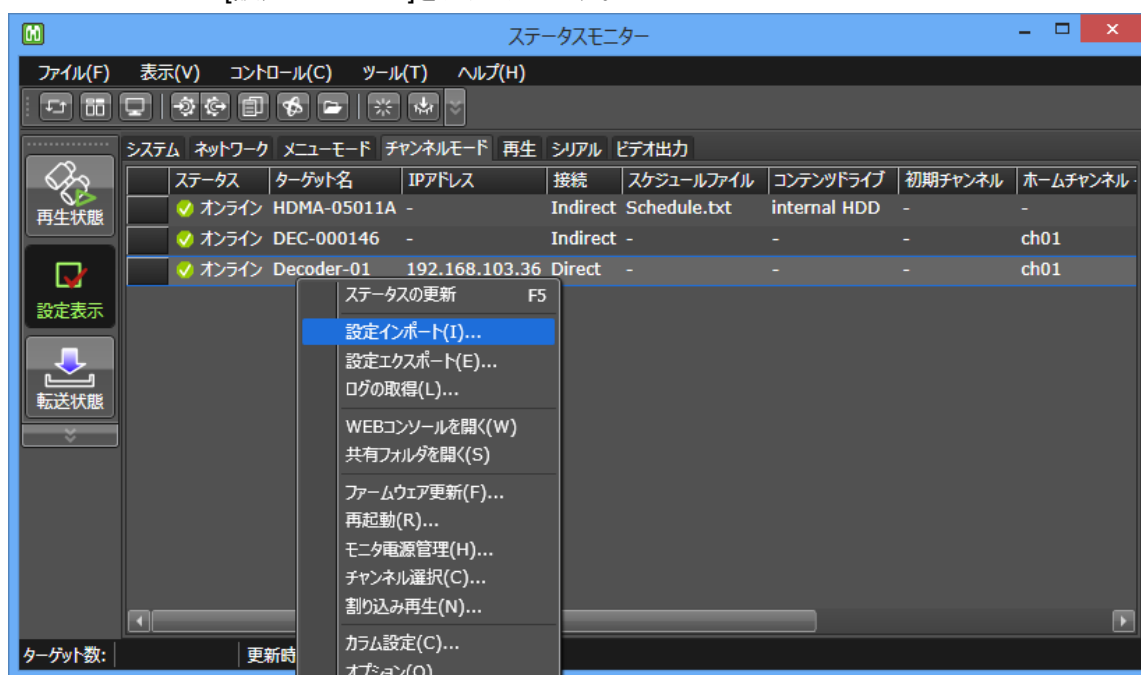 ステータスモニター
ファイル(F) 表示(V) コントロール(C) ツール(T) ヘルプ(H)
システム ネットワーク メニューモード チャンネルモード 再生 シリアル ビデオ出力
ステータス ターゲット名 IPアドレス 接続 スケジュールファイル コンテンツドライブ 初期チャンネル ホームチャンネル
オンライン HDMA-05011A - Indirect Schedule.txt internal HDD - -
オンライン DEC-000146 - Indirect - - - ch01
オンライン Decoder-01 192.168.103.36 Direct - - - ch01
再生状態
設定表示
転送状態
ステータスの更新 F5
設定インポート(I)...
設定エクスポート(E)...
ログの取得(L)...
WEBコンソールを開く(W)
共有フォルダを開く(S)
ファームウェア更新(F)...
再起動(R)...
モニタ電源管理(H)...
チャンネル選択(C)...
割り込み再生(N)...
カラム設定(C)...
オプション(O)
ターゲット数: 更新時